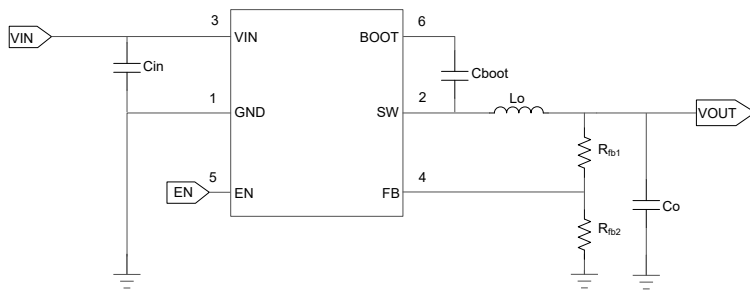 3
6
VIN
VIN
BOOT
Cin
Cboot
1
2
Lo
GND
SW
VOUT
Rfb1
5
4
EN
EN
FB
Rfb2
Co